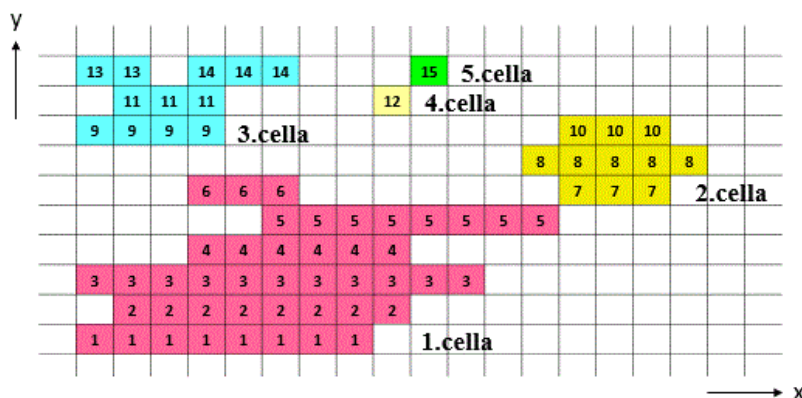 y
13 13 14 14 14 15 5.cella
11 11 11 12 4.cella
9 9 9 9 3.cella 10 10 10
8 8 8 8 8
6 6 6 7 7 7 2.cella
5 5 5 5 5 5 5 5
4 4 4 4 4 4
3 3 3 3 3 3 3 3 3 3 3
2 2 2 2 2 2 2 2
1 1 1 1 1 1 1 1 1.cella
x